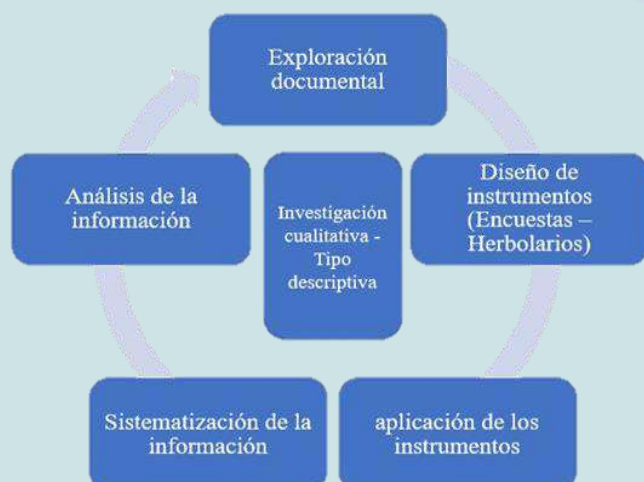 Exploración
documental
Diseño de
instrumentos
(Encuestas –
Herbolarios)
aplicación de los
instrumentos
Sistematización de la
información
Análisis de la
información
Investigación
cualitativa -
Tipo
descriptiva